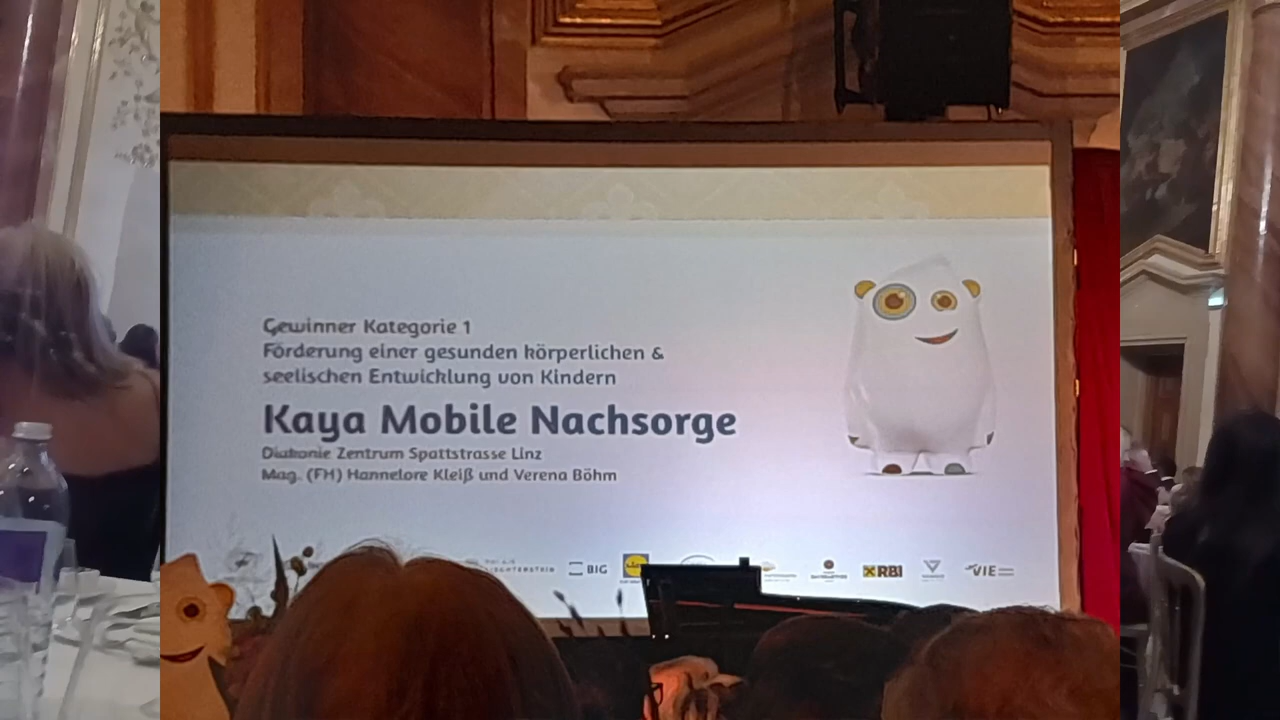 Gewinner Kategorie 1
Förderung einer gesunden körperlichen &
seelischen Entwicklung von Kindern
Kaya Mobile Nachsorge
Diakonie Zentrum Spattstrasse Linz
Mag. (FH) Hannelore Kleiß und Verena Böhm
BIG RBI VIE